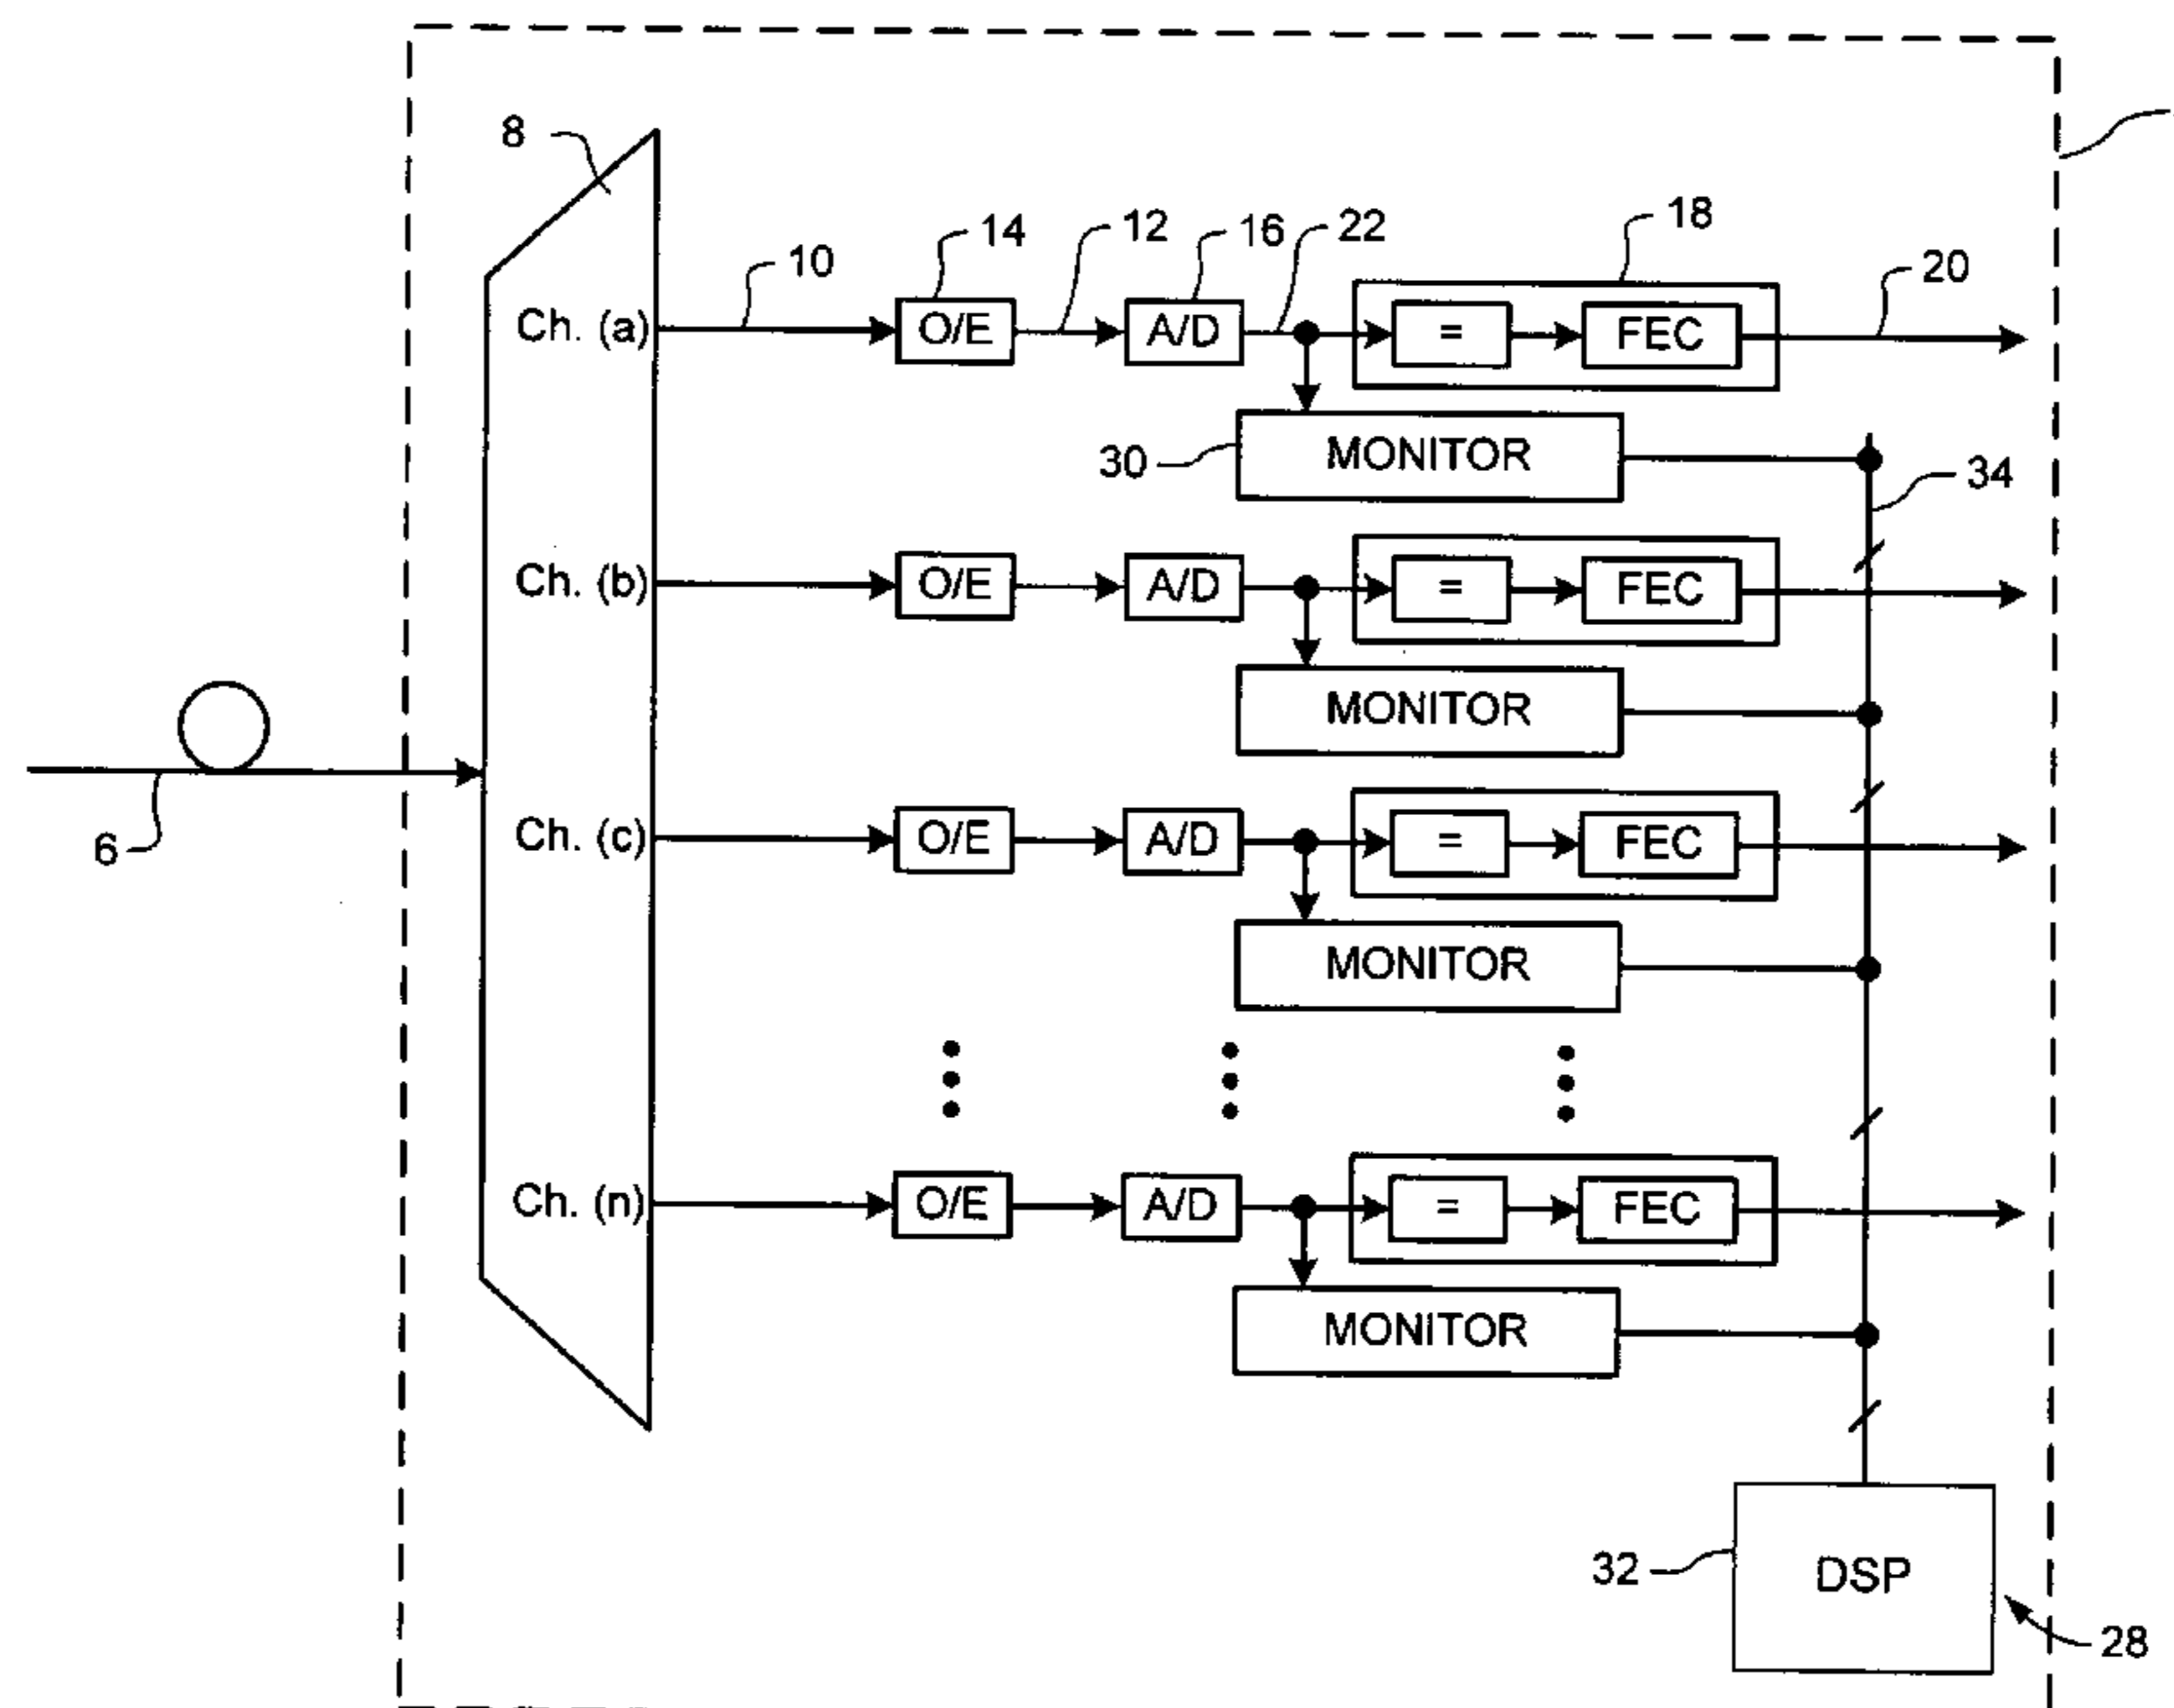 8
14
12
16
22
18
10
20
Ch. (a)
O/E
A/D
=
FEC
30
MONITOR
34
Ch. (b)
O/E
A/D
=
FEC
MONITOR
6
Ch. (c)
O/E
A/D
=
FEC
MONITOR
Ch. (n)
O/E
A/D
=
FEC
MONITOR
32
DSP
28